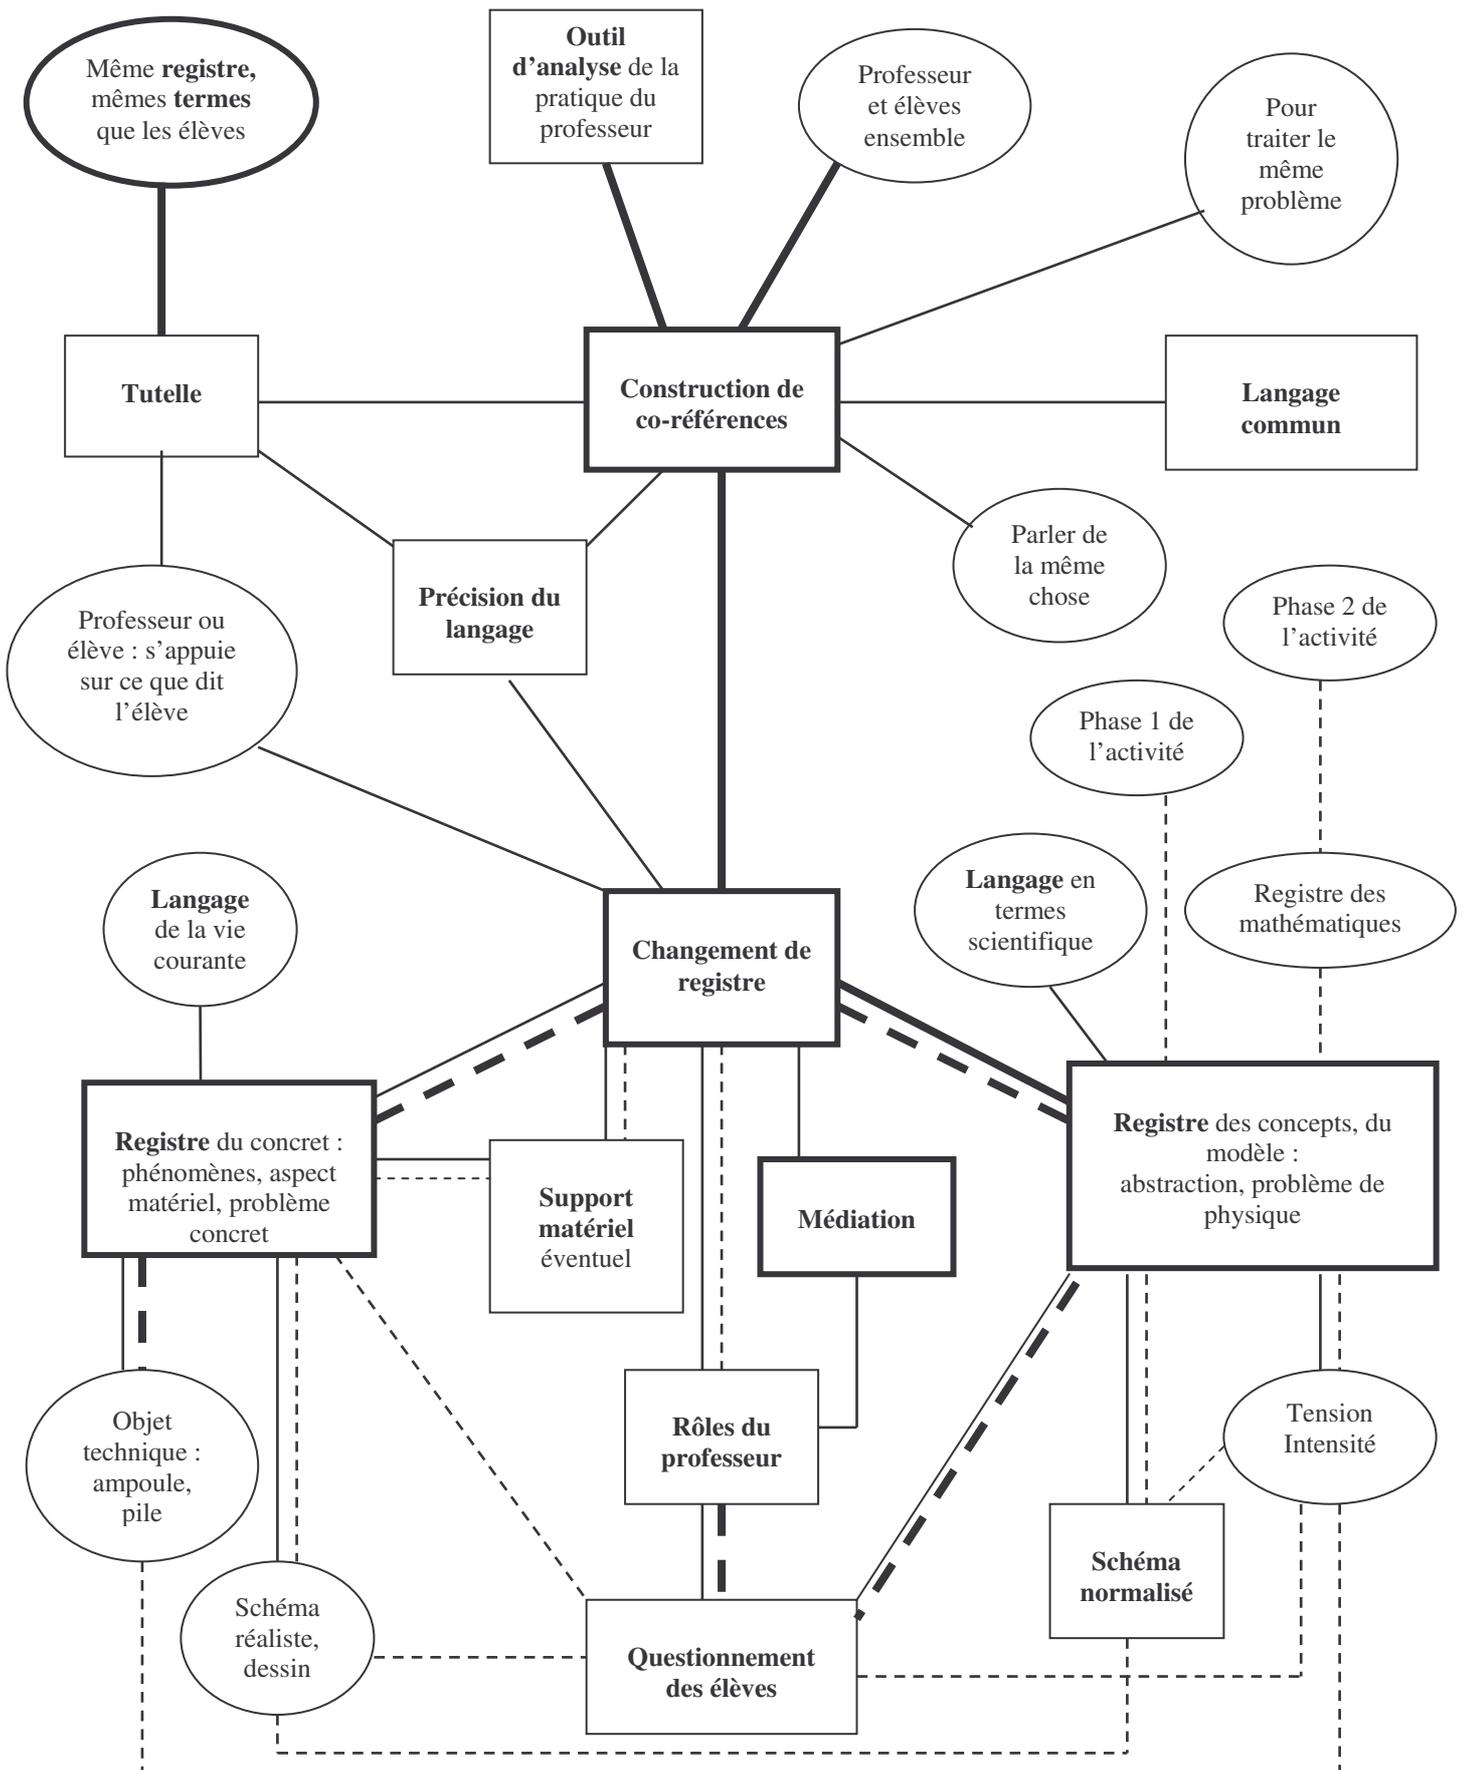 Même registre,
mêmes termes
que les élèves
Outil
d’analyse de la
pratique du
professeur
Professeur
et élèves
ensemble
Pour
traiter le
même
problème
Tutelle
Construction de
co-références
Langage
commun
Parler de
la même
chose
Précision du
langage
Professeur ou
élève : s’appuie
sur ce que dit
l’élève
Phase 2 de
l’activité
Phase 1 de
l’activité
Langage
de la vie
courante
Changement de
registre
Langage en
termes
scientifique
Registre des
mathématiques
Registre du concret :
phénomènes, aspect
matériel, problème
concret
Support
matériel
éventuel
Médiation
Registre des concepts, du
modèle :
abstraction, problème de
physique
Objet
technique :
ampoule,
pile
Rôles du
professeur
Tension
Intensité
Schéma
réaliste,
dessin
Questionnement
des élèves
Schéma
normalisé